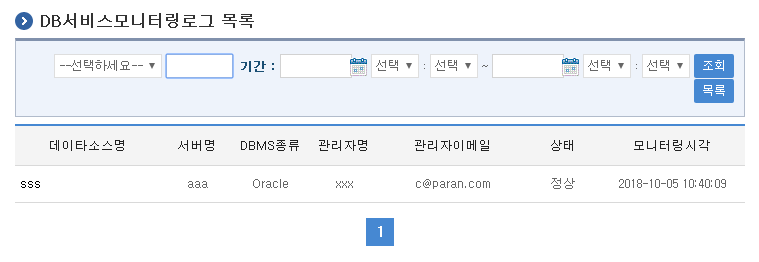 DB서비스모니터링로그 목록
--선택하세요-- 기간 : 선택 : 선택 ~ 선택 : 선택 조회
목록
데이타소스명 서버명 DBMS종류 관리자명 관리자이메일 상태 모니터링시각
sss aaa Oracle xxx c@paran.com 정상 2018-10-05 10:40:09
1